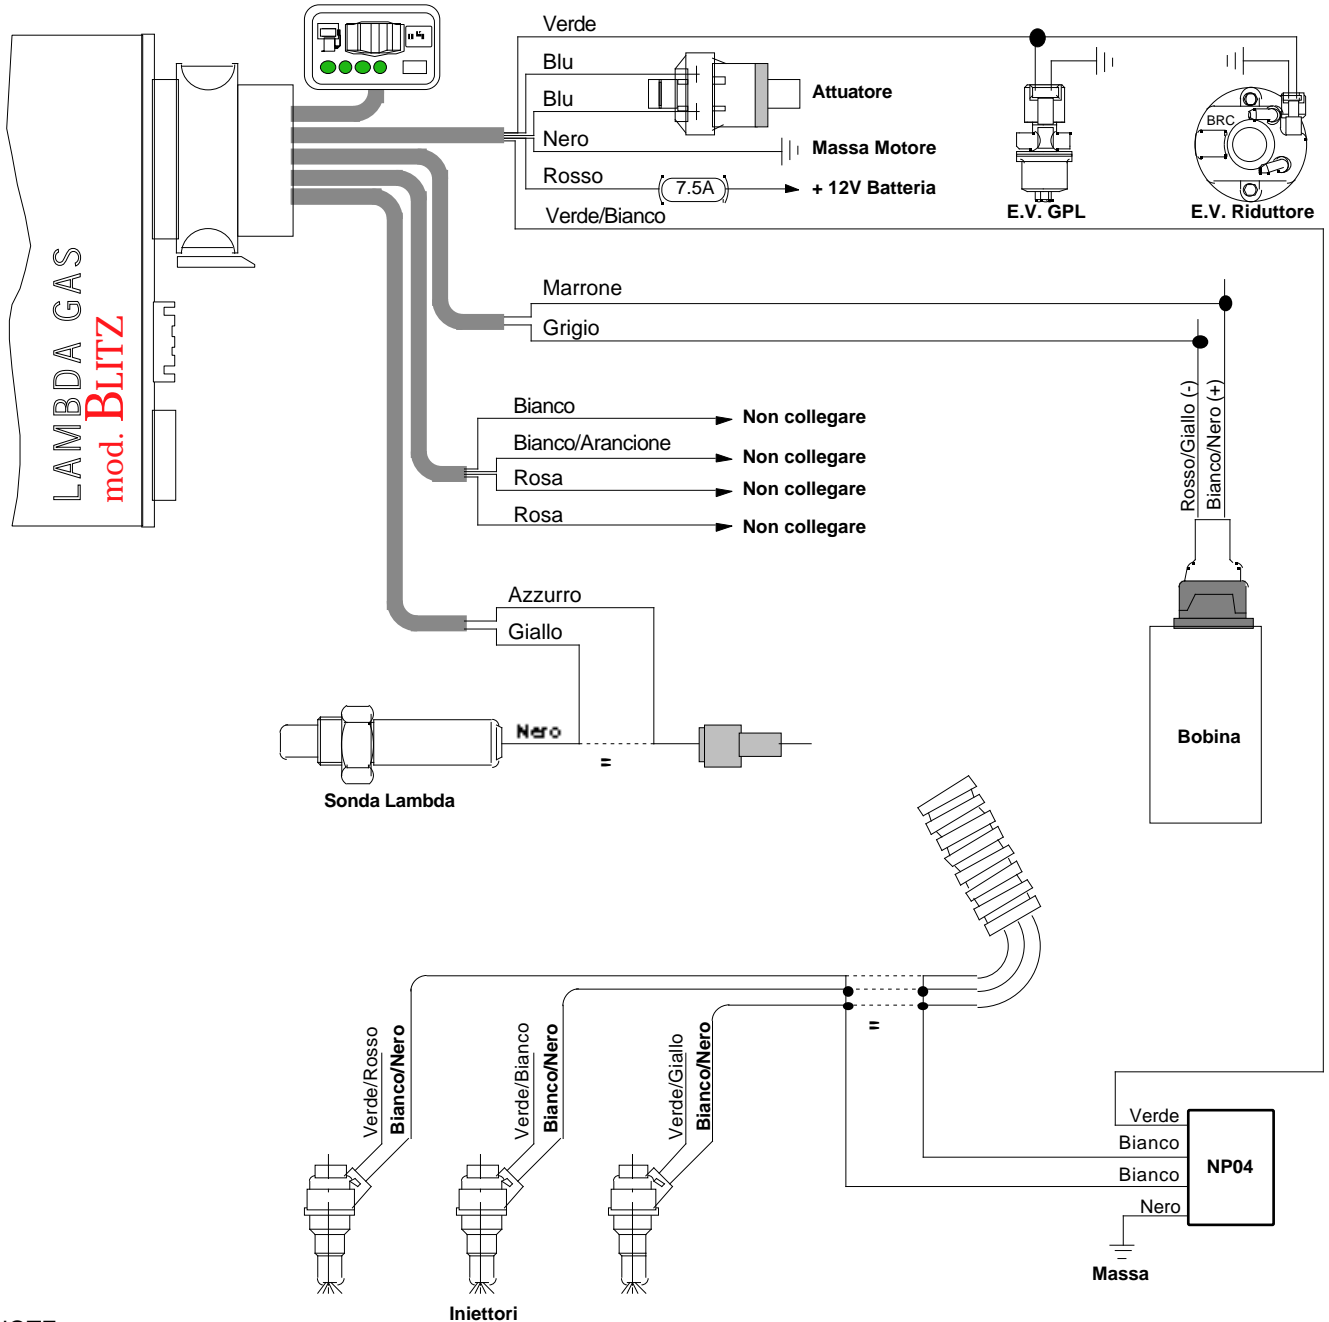 Verde
Blu
Attuatore
Blu
Nero
Massa Motore
Rosso
7.5A
+ 12V Batteria
Verde/Bianco
E.V. GPL
BRC
E.V. Riduttore
LAMBDA GAS
mod. BLITZ
Marrone
Grigio
Rosso/Giallo (-)
Bianco/Nero (+)
Bianco
Non collegare
Bianco/Arancione
Non collegare
Rosa
Non collegare
Rosa
Non collegare
Azzurro
Giallo
Nero
Sonda Lambda
Bobina
Verde/Rosso
Bianco/Nero
Verde/Bianco
Bianco/Nero
Verde/Giallo
Bianco/Nero
Verde
Bianco
Bianco
Nero
NP04
Massa
Iniettori